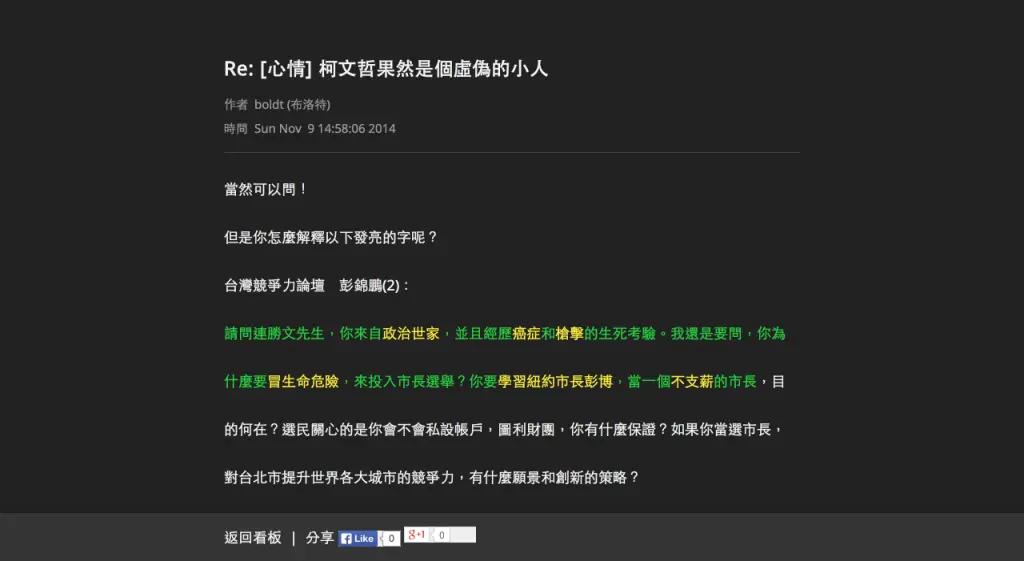 Re: [心情] 柯文哲果然是個虛偽的小人
作者 boldt (布洛特)
時間 Sun Nov 9 14:58:06 2014
當然可以問！
但是你怎麼解釋以下發亮的字呢？
台灣競爭力論壇　彭錦鵬(2)：
請問連勝文先生，你來自政治世家，並且經歷癌症和槍擊的生死考驗。我還是要問，你為
什麼要冒生命危險，來投入市長選舉？你要學習紐約市長彭博，當一個不支薪的市長，目
的何在？選民關心的是你會不會私設帳戶，圖利財團，你有什麼保證？如果你當選市長，
對台北市提升世界各大城市的競爭力，有什麼願景和創新的策略？
返回看板 | 分享 Like 0 g+1 0